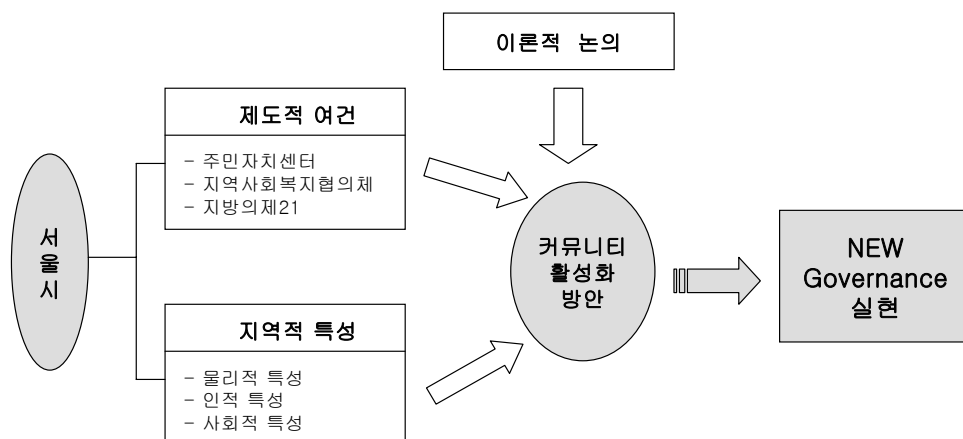 이론적 논의
제도적 여건
- 주민자치센터
- 지역사회복지협의체
- 지방의제21
서
울
시
커뮤니티
활성화
방안
NEW
Governance
실현
지역적 특성
- 물리적 특성
- 인적 특성
- 사회적 특성